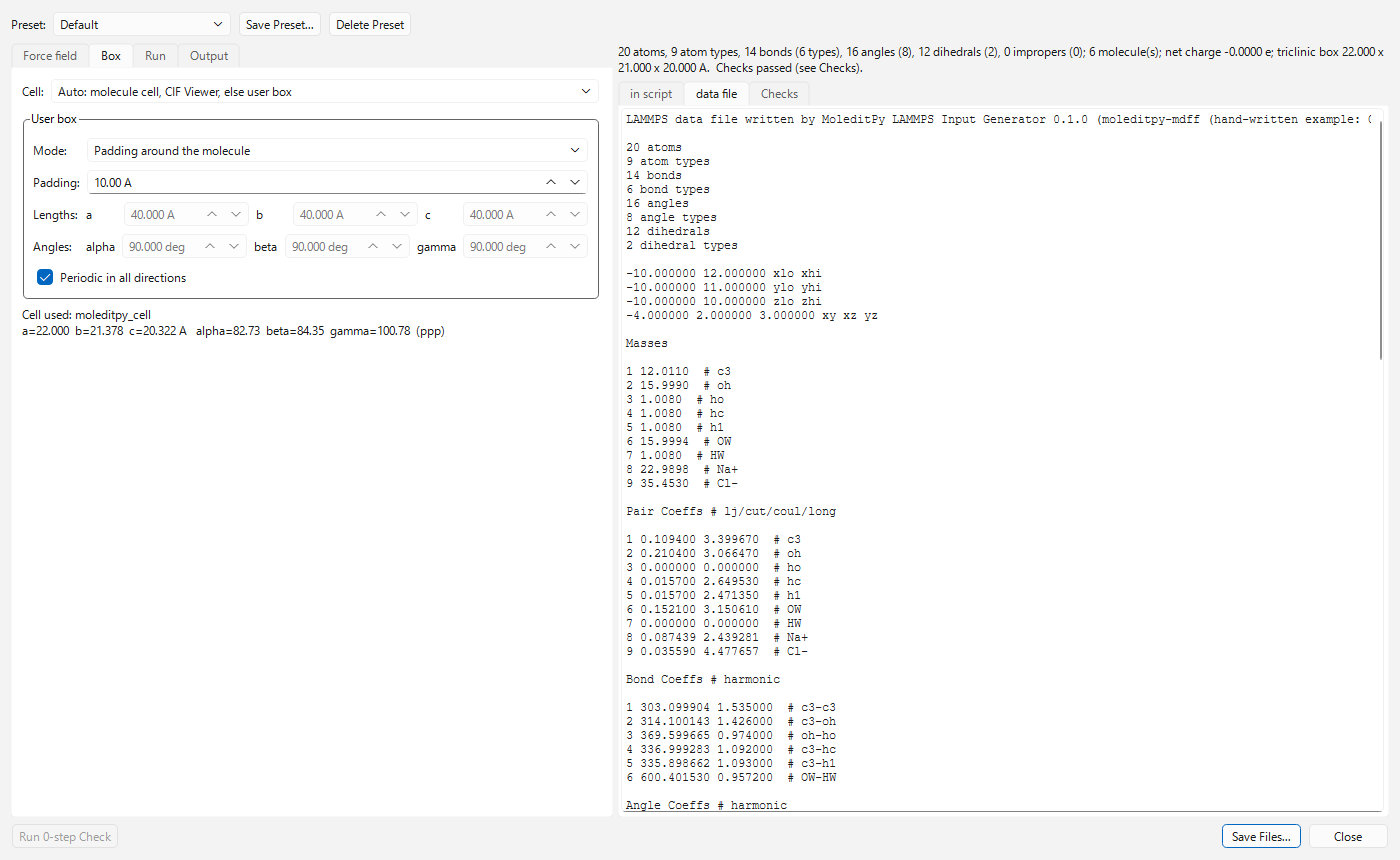 Preset: Default Save Preset... Delete Preset
Force field Box Run Output
Cell: Auto: molecule cell, CIF Viewer, else user box
User box
Mode: Padding around the molecule
Padding: 10.00 A
Lengths: a 40.000 A b 40.000 A c 40.000 A
Angles: alpha 90.000 deg beta 90.000 deg gamma 90.000 deg
Periodic in all directions
Cell used: moleditpy_cell
a=22.000 b=21.378 c=20.322 A alpha=82.73 beta=84.35 gamma=100.78 (ppp)
20 atoms, 9 atom types, 14 bonds (6 types), 16 angles (8), 12 dihedrals (2), 0 impropers (0); 6 molecule(s); net charge -0.0000 e; triclinic box 22.000 x
21.000 x 20.000 A. Checks passed (see Checks).
in script data file Checks
LAMMPS data file written by MoleditPy LAMMPS Input Generator 0.1.0 (moleditpy-mdff (hand-written example:
20 atoms
9 atom types
14 bonds
6 bond types
16 angles
8 angle types
12 dihedrals
2 dihedral types
-10.000000 12.000000 xlo xhi
-10.000000 11.000000 ylo yhi
-10.000000 10.000000 zlo zhi
-4.000000 2.000000 3.000000 xy xz yz
Masses
1 12.0110 # c3
2 15.9990 # oh
3 1.0080 # ho
4 1.0080 # hc
5 1.0080 # h1
6 15.9994 # OW
7 1.0080 # HW
8 22.9898 # Na+
9 35.4530 # Cl-
Pair Coeffs # lj/cut/coul/long
1 0.109400 3.399670 # c3
2 0.210400 3.066470 # oh
3 0.000000 0.000000 # ho
4 0.015700 2.649530 # hc
5 0.015700 2.471350 # h1
6 0.152100 3.150610 # OW
7 0.000000 0.000000 # HW
8 0.087439 2.439281 # Na+
9 0.035590 4.477657 # Cl-
Bond Coeffs # harmonic
1 303.099904 1.535000 # c3-c3
2 314.100143 1.426000 # c3-oh
3 369.599665 0.974000 # oh-ho
4 336.999283 1.092000 # c3-hc
5 335.898662 1.093000 # c3-h1
6 600.401530 0.957200 # OW-HW
Angle Coeffs # harmonic
Run 0-step Check Save Files... Close